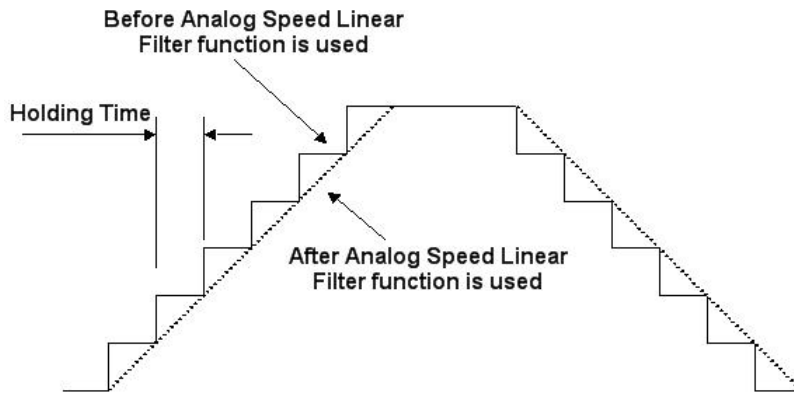 Before Analog Speed Linear
Filter function is used
Holding Time
After Analog Speed Linear
Filter function is used